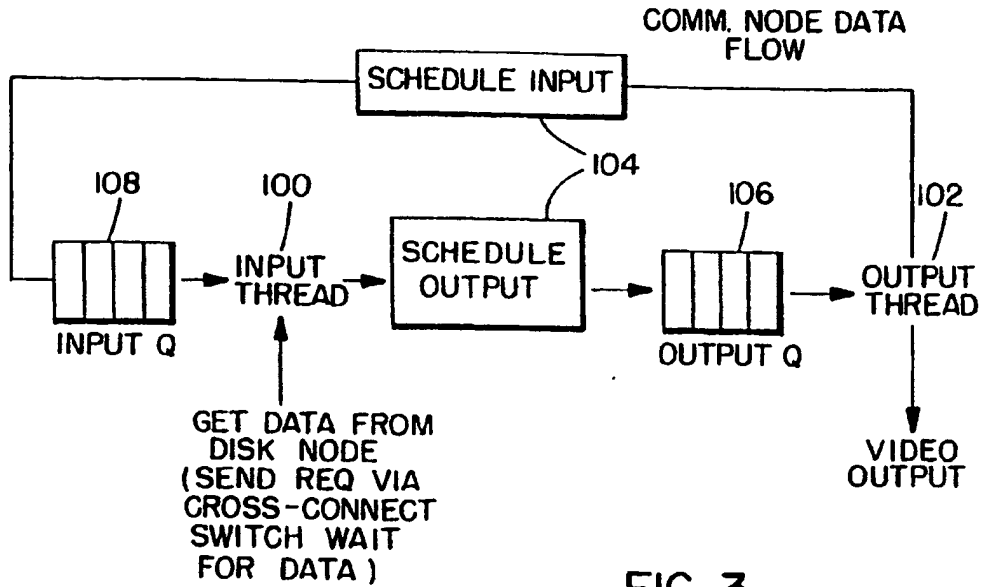 COMM. NODE DATA
FLOW
SCHEDULE INPUT
104
108
100
106
102
INPUT
THREAD
SCHEDULE
OUTPUT
OUTPUT
THREAD
INPUT Q
OUTPUT Q
GET DATA FROM
DISK NODE
(SEND REQ VIA
CROSS-CONNECT
SWITCH WAIT
FOR DATA)
VIDEO
OUTPUT
FIG. 3